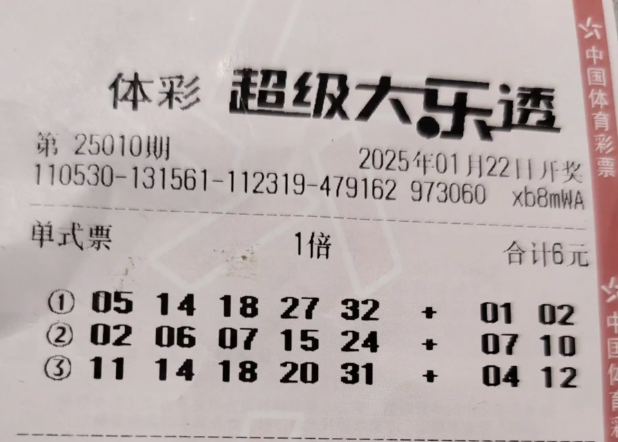 体彩 超级大乐透
第 25010期 2025年01月22日开奖
110530-131561-112319-479162 973060 xb8mWA
单式票 1倍 合计6元
① 05 14 18 27 32 + 01 02
② 02 06 07 15 24 + 07 10
③ 11 14 18 20 31 + 04 12
中国体育彩票
中国体育彩